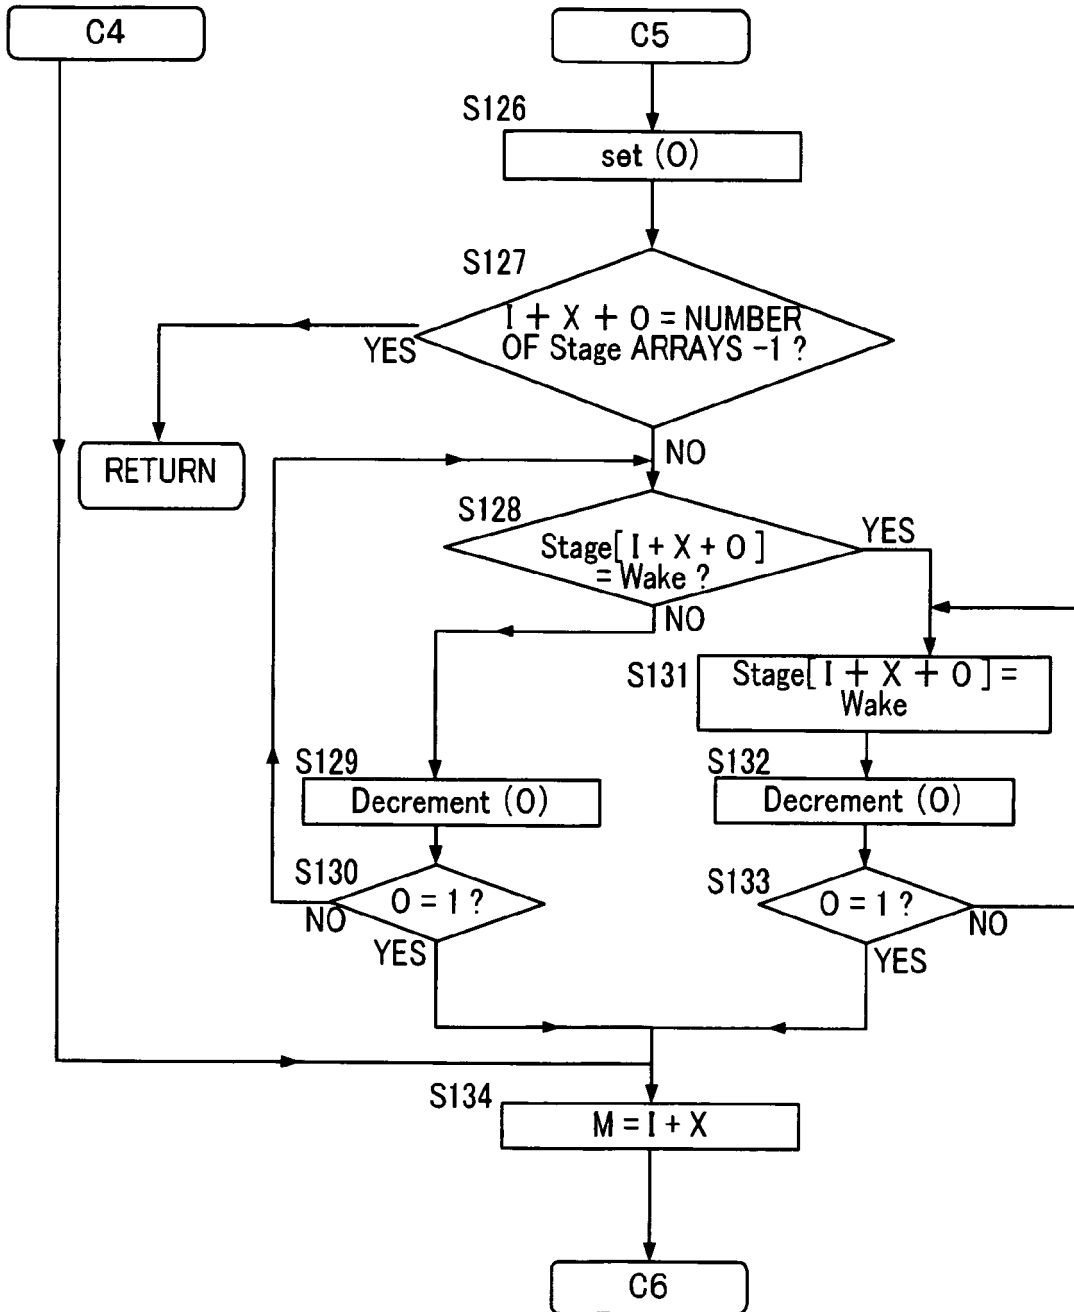 C4
C5
S126
set (O)
S127
I + X + O = NUMBER
OF Stage ARRAYS -1 ?
YES
RETURN
NO
S128
Stage[ I + X + O ]
= Wake ?
YES
NO
S131
Stage[ I + X + O ] =
Wake
S129
Decrement (O)
S132
Decrement (O)
S130
O = 1 ?
NO
YES
S133
O = 1 ?
NO
YES
S134
M = I + X
C6